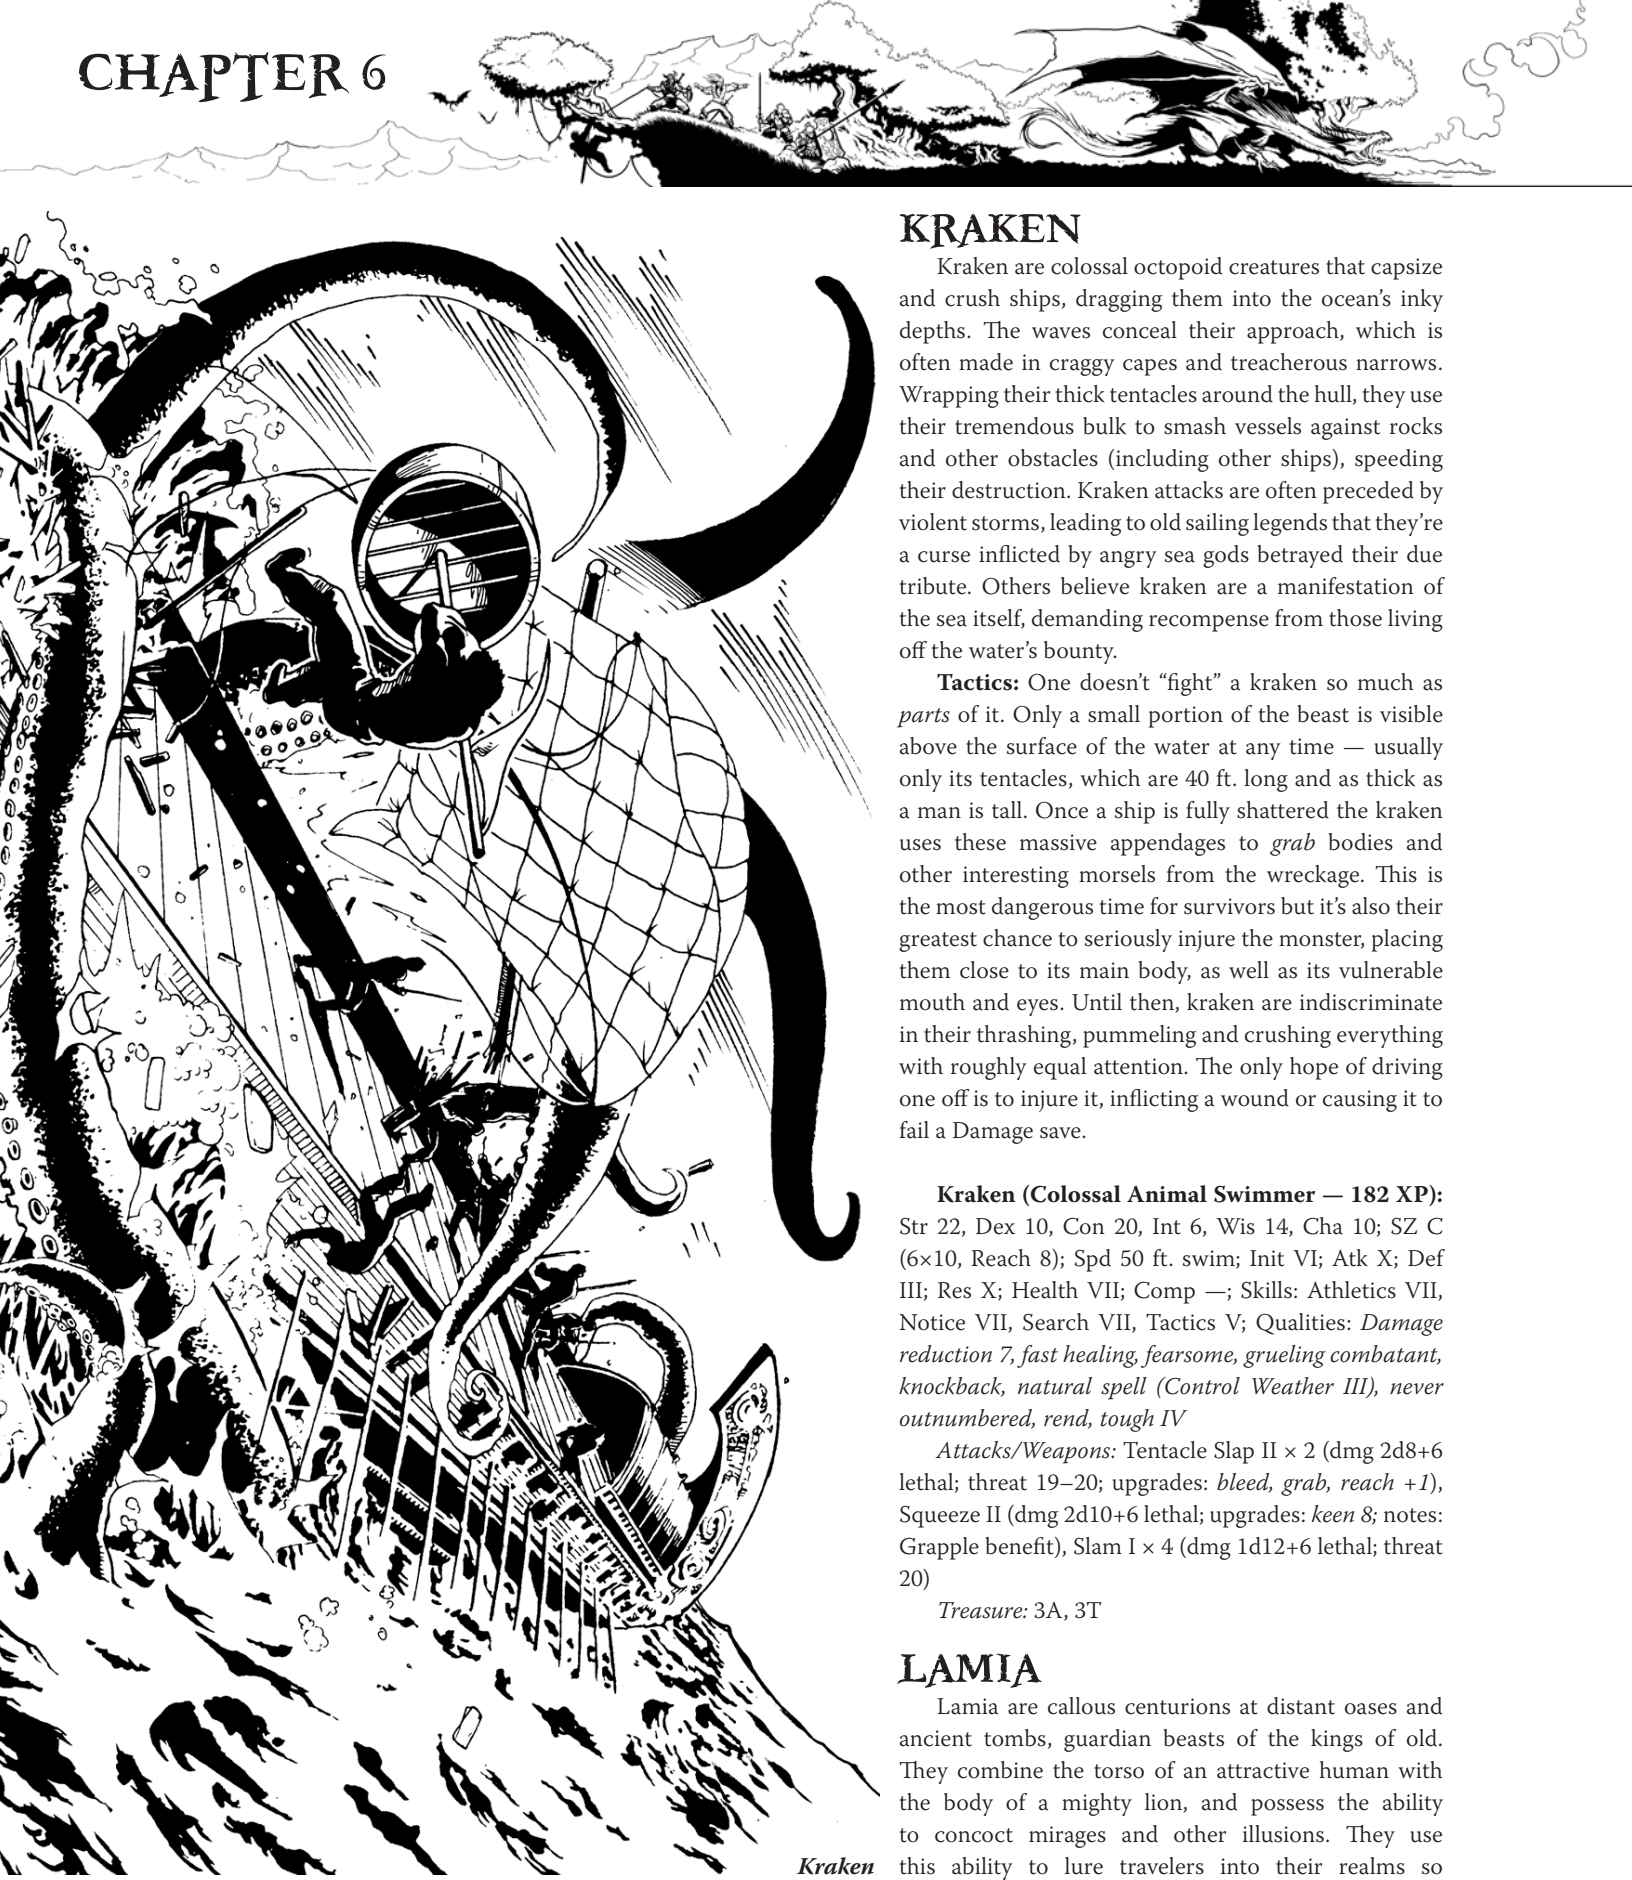 CHAPTER 6
KRAKEN
Kraken are colossal octopoid creatures that capsize
and crush ships, dragging them into the ocean’s inky
depths. The waves conceal their approach, which is
often made in craggy capes and treacherous narrows.
Wrapping their thick tentacles around the hull, they use
their tremendous bulk to smash vessels against rocks
and other obstacles (including other ships), speeding
their destruction. Kraken attacks are often preceded by
violent storms, leading to old sailing legends that they’re
a curse inflicted by angry sea gods betrayed their due
tribute. Others believe kraken are a manifestation of
the sea itself, demanding recompense from those living
off the water’s bounty.
Tactics: One doesn’t “fight” a kraken so much as
parts of it. Only a small portion of the beast is visible
above the surface of the water at any time — usually
only its tentacles, which are 40 ft. long and as thick as
a man is tall. Once a ship is fully shattered the kraken
uses these massive appendages to grab bodies and
other interesting morsels from the wreckage. This is
the most dangerous time for survivors but it’s also their
greatest chance to seriously injure the monster, placing
them close to its main body, as well as its vulnerable
mouth and eyes. Until then, kraken are indiscriminate
in their thrashing, pummeling and crushing everything
with roughly equal attention. The only hope of driving
one off is to injure it, inflicting a wound or causing it to
fail a Damage save.
Kraken (Colossal Animal Swimmer — 182 XP):
Str 22, Dex 10, Con 20, Int 6, Wis 14, Cha 10; SZ C
(6×10, Reach 8); Spd 50 ft. swim; Init VI; Atk X; Def
III; Res X; Health VII; Comp —; Skills: Athletics VII,
Notice VII, Search VII, Tactics V; Qualities: Damage
reduction 7, fast healing, fearsome, grueling combatant,
knockback, natural spell (Control Weather III), never
outnumbered, rend, tough IV
Attacks/Weapons: Tentacle Slap II × 2 (dmg 2d8+6
lethal; threat 19–20; upgrades: bleed, grab, reach +1),
Squeeze II (dmg 2d10+6 lethal; upgrades: keen 8; notes:
Grapple benefit), Slam I × 4 (dmg 1d12+6 lethal; threat
20)
Treasure: 3A, 3T
LAMIA
Lamia are callous centurions at distant oases and
ancient tombs, guardian beasts of the kings of old.
They combine the torso of an attractive human with
the body of a mighty lion, and possess the ability
to concoct mirages and other illusions. They use
this ability to lure travelers into their realms so
Kraken